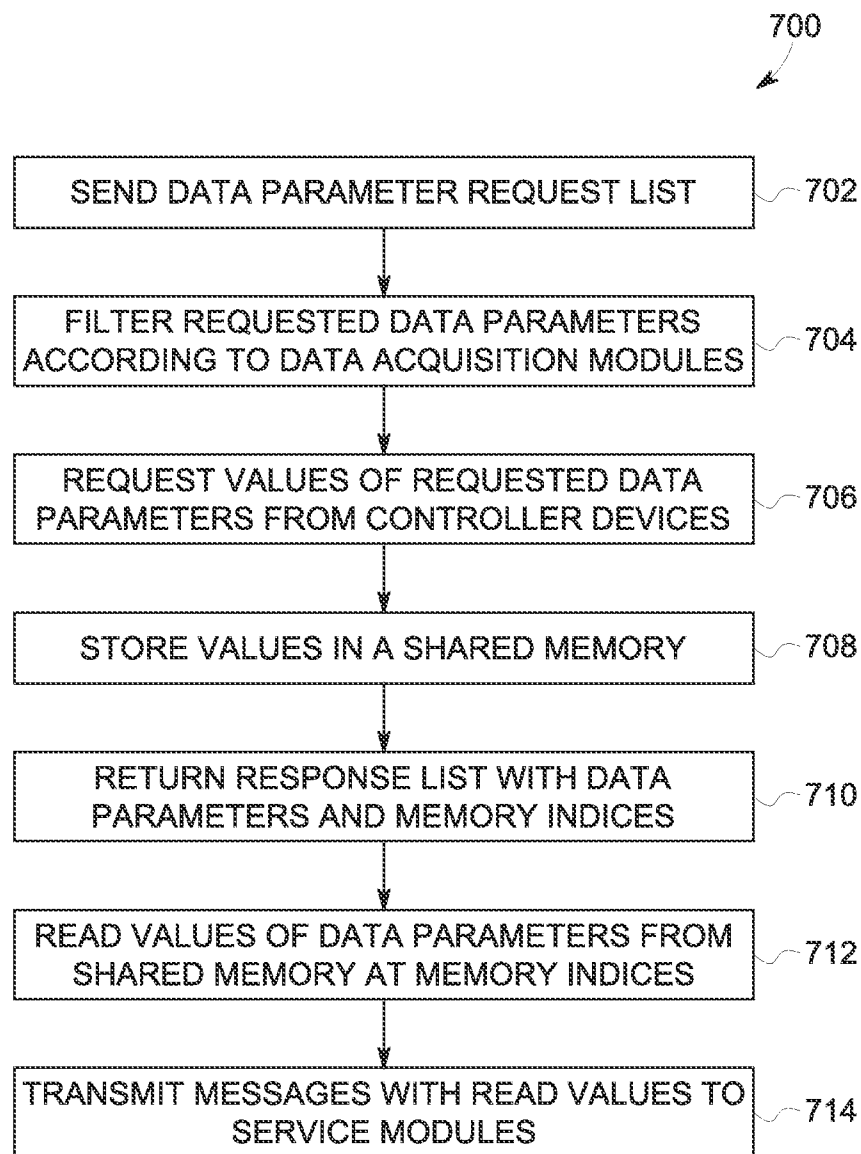 700
SEND DATA PARAMETER REQUEST LIST
702
FILTER REQUESTED DATA PARAMETERS
ACCORDING TO DATA ACQUISITION MODULES
704
REQUEST VALUES OF REQUESTED DATA
PARAMETERS FROM CONTROLLER DEVICES
706
STORE VALUES IN A SHARED MEMORY
708
RETURN RESPONSE LIST WITH DATA
PARAMETERS AND MEMORY INDICES
710
READ VALUES OF DATA PARAMETERS FROM
SHARED MEMORY AT MEMORY INDICES
712
TRANSMIT MESSAGES WITH READ VALUES TO
SERVICE MODULES
714